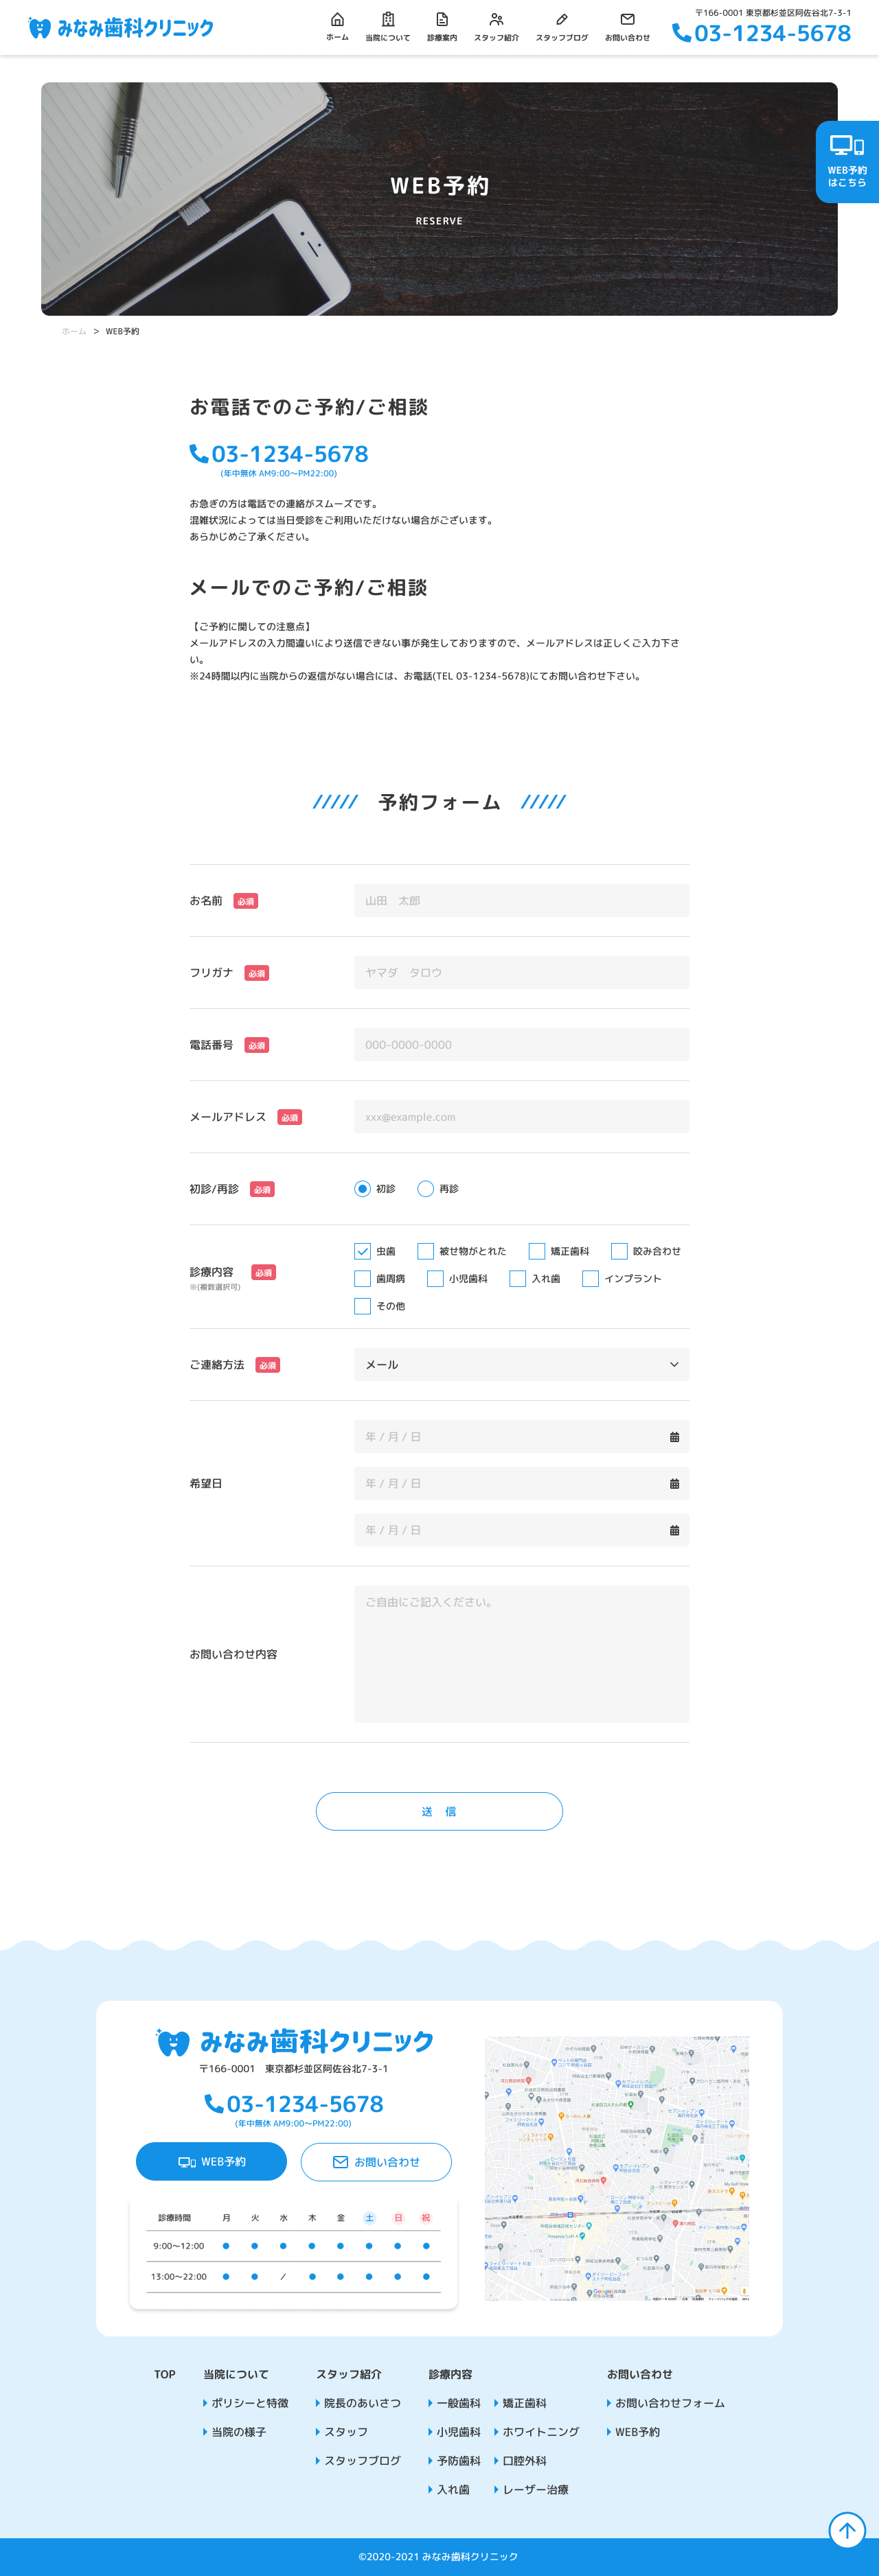 みなみ歯科クリニック
ホーム
当院について
診療案内
スタッフ紹介
スタッフブログ
お問い合わせ
〒166-0001 東京都杉並区阿佐谷北7-3-1
03-1234-5678
WEB予約
はこちら
WEB予約
RESERVE
ホーム > WEB予約
お電話でのご予約/ご相談
03-1234-5678
(年中無休 AM9:00〜PM22:00)
お急ぎの方は電話での連絡がスムーズです。
混雑状況によっては当日受診をご利用いただけない場合がございます。
あらかじめご了承ください。
メールでのご予約/ご相談
【ご予約に関しての注意点】
メールアドレスの入力間違いにより送信できない事が発生しておりますので、メールアドレスは正しくご入力下さ
い。
※24時間以内に当院からの返信がない場合には、お電話(TEL 03-1234-5678)にてお問い合わせ下さい。
予約フォーム
お名前 必須 山田　太郎
フリガナ 必須 ヤマダ　タロウ
電話番号 必須 000-0000-0000
メールアドレス 必須 xxx@example.com
初診/再診 必須 初診 再診
診療内容 必須
※(複数選択可)
虫歯 被せ物がとれた 矯正歯科 咬み合わせ
歯周病 小児歯科 入れ歯 インプラント
その他
ご連絡方法 必須 メール
希望日
年 / 月 / 日
年 / 月 / 日
年 / 月 / 日
お問い合わせ内容
ご自由にご記入ください。
送　信
みなみ歯科クリニック
〒166-0001　東京都杉並区阿佐谷北7-3-1
03-1234-5678
(年中無休 AM9:00〜PM22:00)
WEB予約
お問い合わせ
診療時間 月 火 水 木 金 土 日 祝
9:00〜12:00 ● ● ● ● ● ● ● ●
13:00〜22:00 ● ● / ● ● ● ● ●
TOP
当院について
ポリシーと特徴
当院の様子
スタッフ紹介
院長のあいさつ
スタッフ
スタッフブログ
診療内容
一般歯科
小児歯科
予防歯科
入れ歯
矯正歯科
ホワイトニング
口腔外科
レーザー治療
お問い合わせ
お問い合わせフォーム
WEB予約
©2020-2021 みなみ歯科クリニック